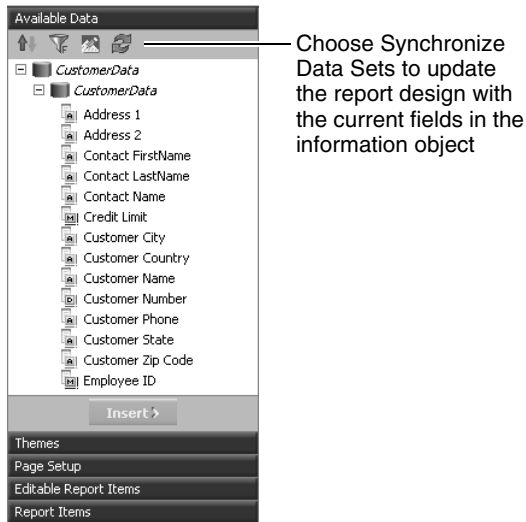 Available Data
Choose Synchronize
Data Sets to update
the report design with
the current fields in the
information object
CustomerData
CustomerData
Address 1
Address 2
Contact FirstName
Contact LastName
Contact Name
Credit Limit
Customer City
Customer Country
Customer Name
Customer Number
Customer Phone
Customer State
Customer Zip Code
Employee ID
Insert >
Themes
Page Setup
Editable Report Items
Report Items